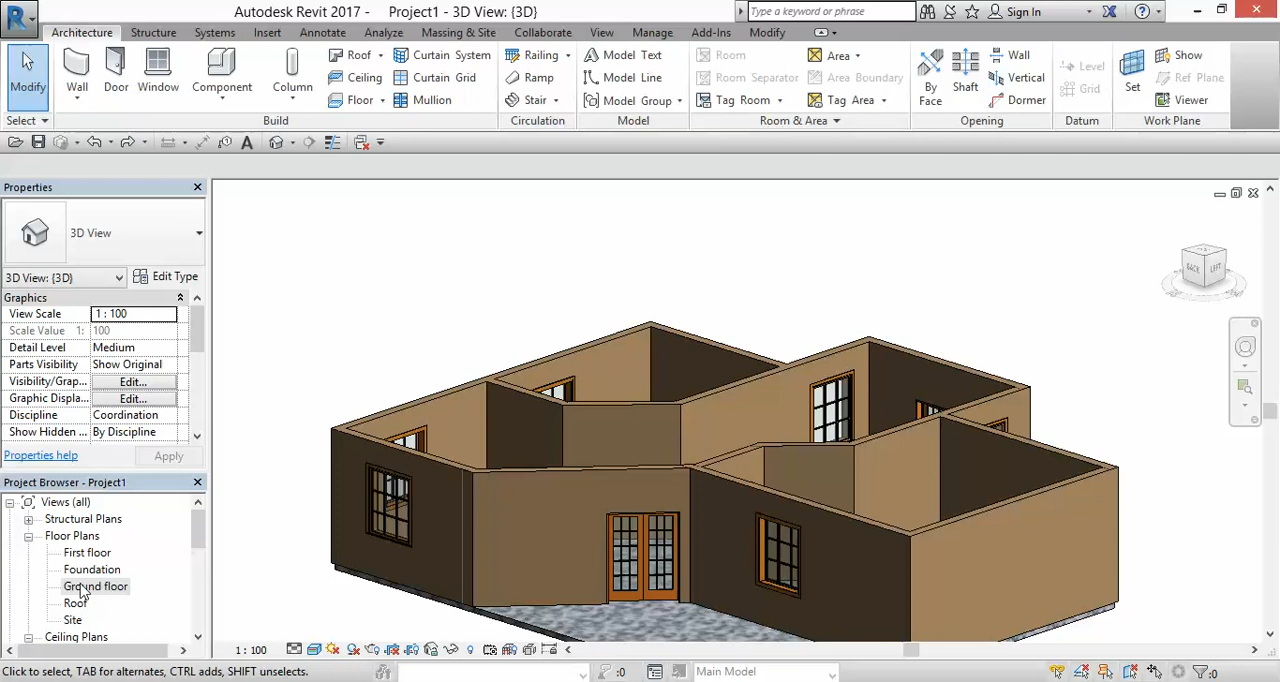 Autodesk Revit 2017 - Project1 - 3D View: {3D}
Type a keyword or phrase
Sign In
Architecture Structure Systems Insert Annotate Analyze Massing & Site Collaborate View Manage Add-Ins Modify
Modify
Select
Wall Door Window Component Column
Roof Ceiling Floor
Curtain System Curtain Grid Mullion
Build
Railing Ramp Stair
Circulation
Model Text Model Line Model Group
Model
Room Room Separator Tag Room
Area Area Boundary Tag Area
Room & Area
By Face Shaft
Wall Vertical Dormer
Opening
Level Grid
Datum
Set
Show Ref Plane Viewer
Work Plane
Properties
3D View
3D View: {3D} Edit Type
Graphics
View Scale 1 : 100
Scale Value 1: 100
Detail Level Medium
Parts Visibility Show Original
Visibility/Grap... Edit...
Graphic Displa... Edit...
Discipline Coordination
Show Hidden ... By Discipline
Properties help Apply
Project Browser - Project1
Views (all)
Structural Plans
Floor Plans
First floor
Foundation
Ground floor
Roof
Site
Ceiling Plans
BACK LEFT
1 : 100
Click to select, TAB for alternates, CTRL adds, SHIFT unselects.
:0
Main Model
:0